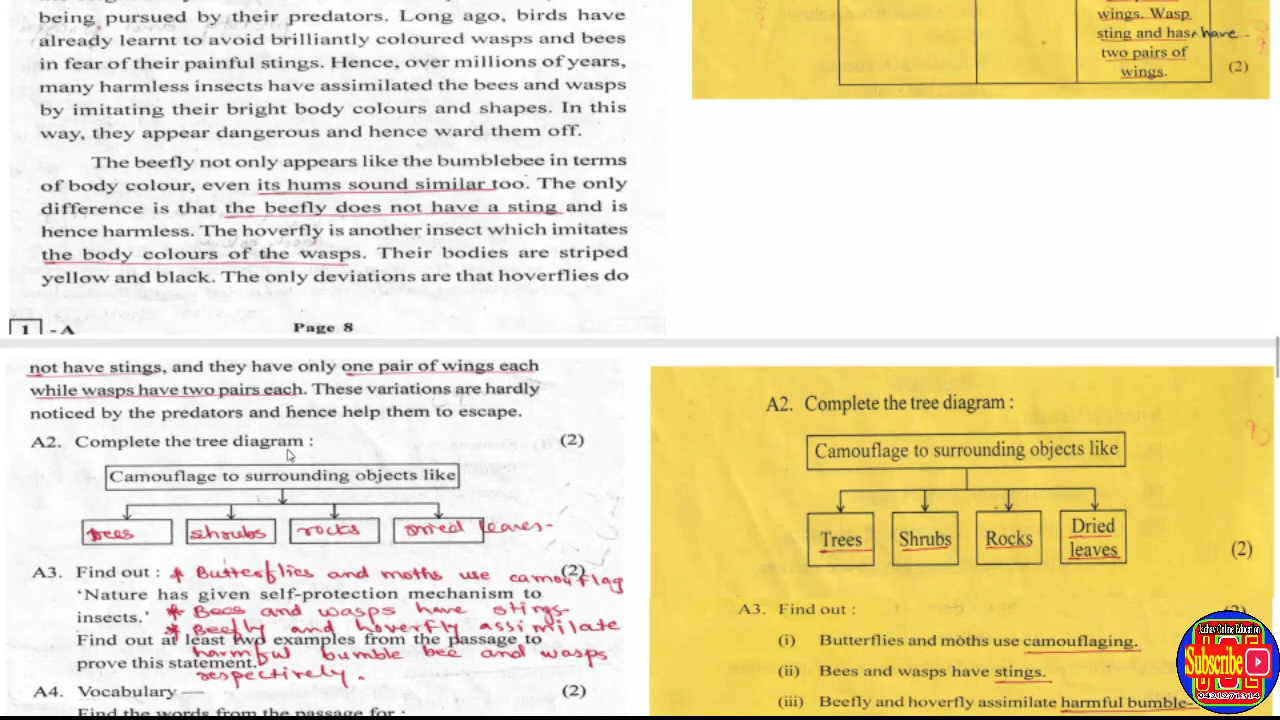 being pursued by their predators. Long ago, birds have
already learnt to avoid brilliantly coloured wasps and bees
in fear of their painful stings. Hence, over millions of years,
many harmless insects have assimilated the bees and wasps
by imitating their bright body colours and shapes. In this
way, they appear dangerous and hence ward them off.
The beefly not only appears like the bumblebee in terms
of body colour, even its hums sound similar too. The only
difference is that the beefly does not have a sting and is
hence harmless. The hoverfly is another insect which imitates
the body colours of the wasps. Their bodies are striped
yellow and black. The only deviations are that hoverflies do
1 - A
Page 8
not have stings, and they have only one pair of wings each
while wasps have two pairs each. These variations are hardly
noticed by the predators and hence help them to escape.
A2. Complete the tree diagram : (2)
Camouflage to surrounding objects like
trees shrubs rocks dried leaves-
A3. Find out : (2)
* Butterflies and moths use camouflag
'Nature has given self-protection mechanism to
insects.'
* Bees and wasps have stings-
* Beefly and hoverfly assimilate
Find out at least two examples from the passage to
harmful bumble bee and wasps
prove this statement.
respectively.
A4. Vocabulary — (2)
Find the words from the passage for :
wings. Wasp
sting and has have
two pairs of
wings. (2)
A2. Complete the tree diagram :
Camouflage to surrounding objects like
Trees Shrubs Rocks Dried
leaves (2)
A3. Find out :
(i) Butterflies and moths use camouflaging.
(ii) Bees and wasps have stings.
(iii) Beefly and hoverfly assimilate harmful bumble-
Online Education
Subscribe